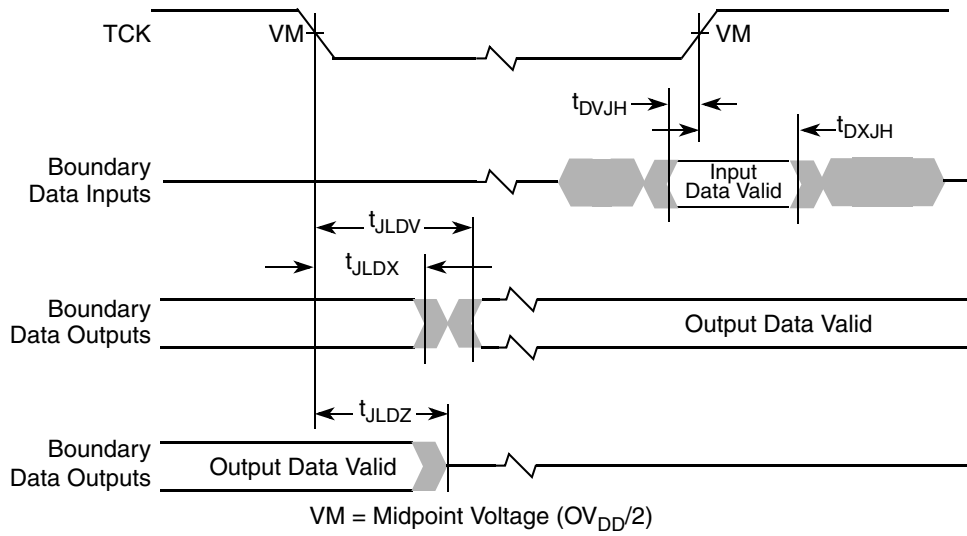 TCK
VM
VM
tDVJH
tDXJH
Boundary
Data Inputs
Input
Data Valid
tJLDV
tJLDX
Boundary
Data Outputs
Output Data Valid
tJLDZ
Boundary
Data Outputs
Output Data Valid
VM = Midpoint Voltage (OVDD/2)